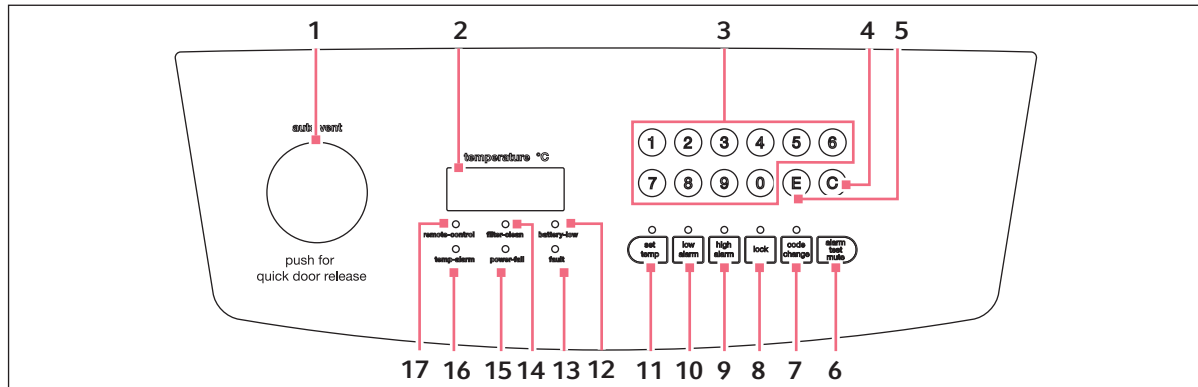 1 2 3 4 5
auto vent
temperature °C
1 2 3 4 5 6
7 8 9 0 E C
remote-control filter-clean battery-low
temp-alarm power-fail fault
set temp
low alarm
high alarm
lock
code change
alarm test mute
push for
quick door release
17 16 15 14 13 12 11 10 9 8 7 6